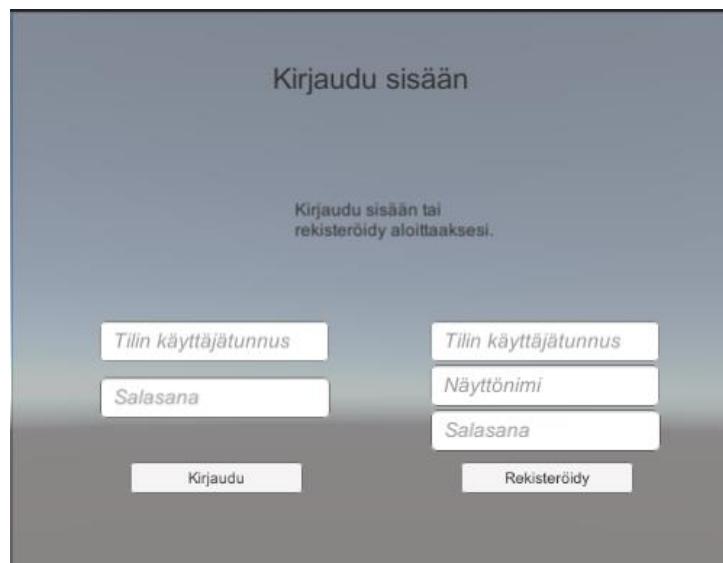 Kirjaudu sisään
Kirjaudu sisään tai
rekisteröidy aloittaaksesi.
Tilin käyttäjätunnus
Salasana
Kirjaudu
Tilin käyttäjätunnus
Näyttönimi
Salasana
Rekisteröidy